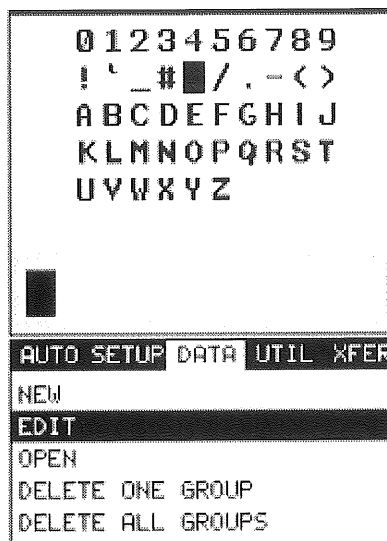 0123456789
!`_#█/.-<>
ABCDEFGHIJ
KLMNOPQRST
UVWXYZ
AUTO SETUP DATA UTIL XFER
NEW
EDIT
OPEN
DELETE ONE GROUP
DELETE ALL GROUPS